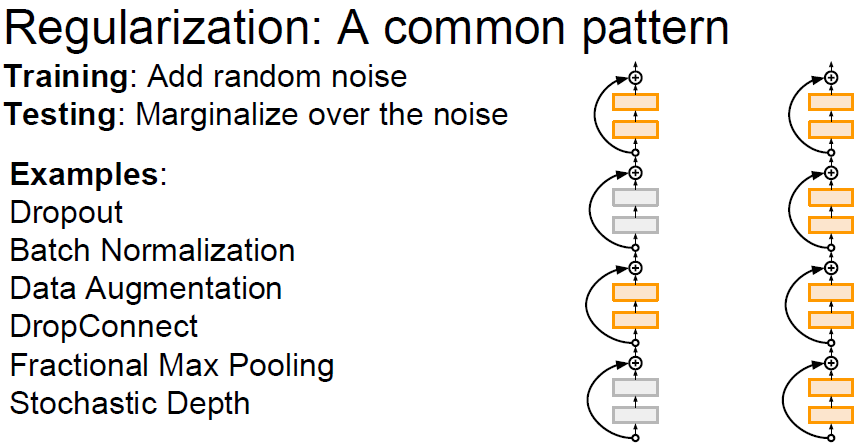 Regularization: A common pattern
Training: Add random noise
Testing: Marginalize over the noise
Examples:
Dropout
Batch Normalization
Data Augmentation
DropConnect
Fractional Max Pooling
Stochastic Depth